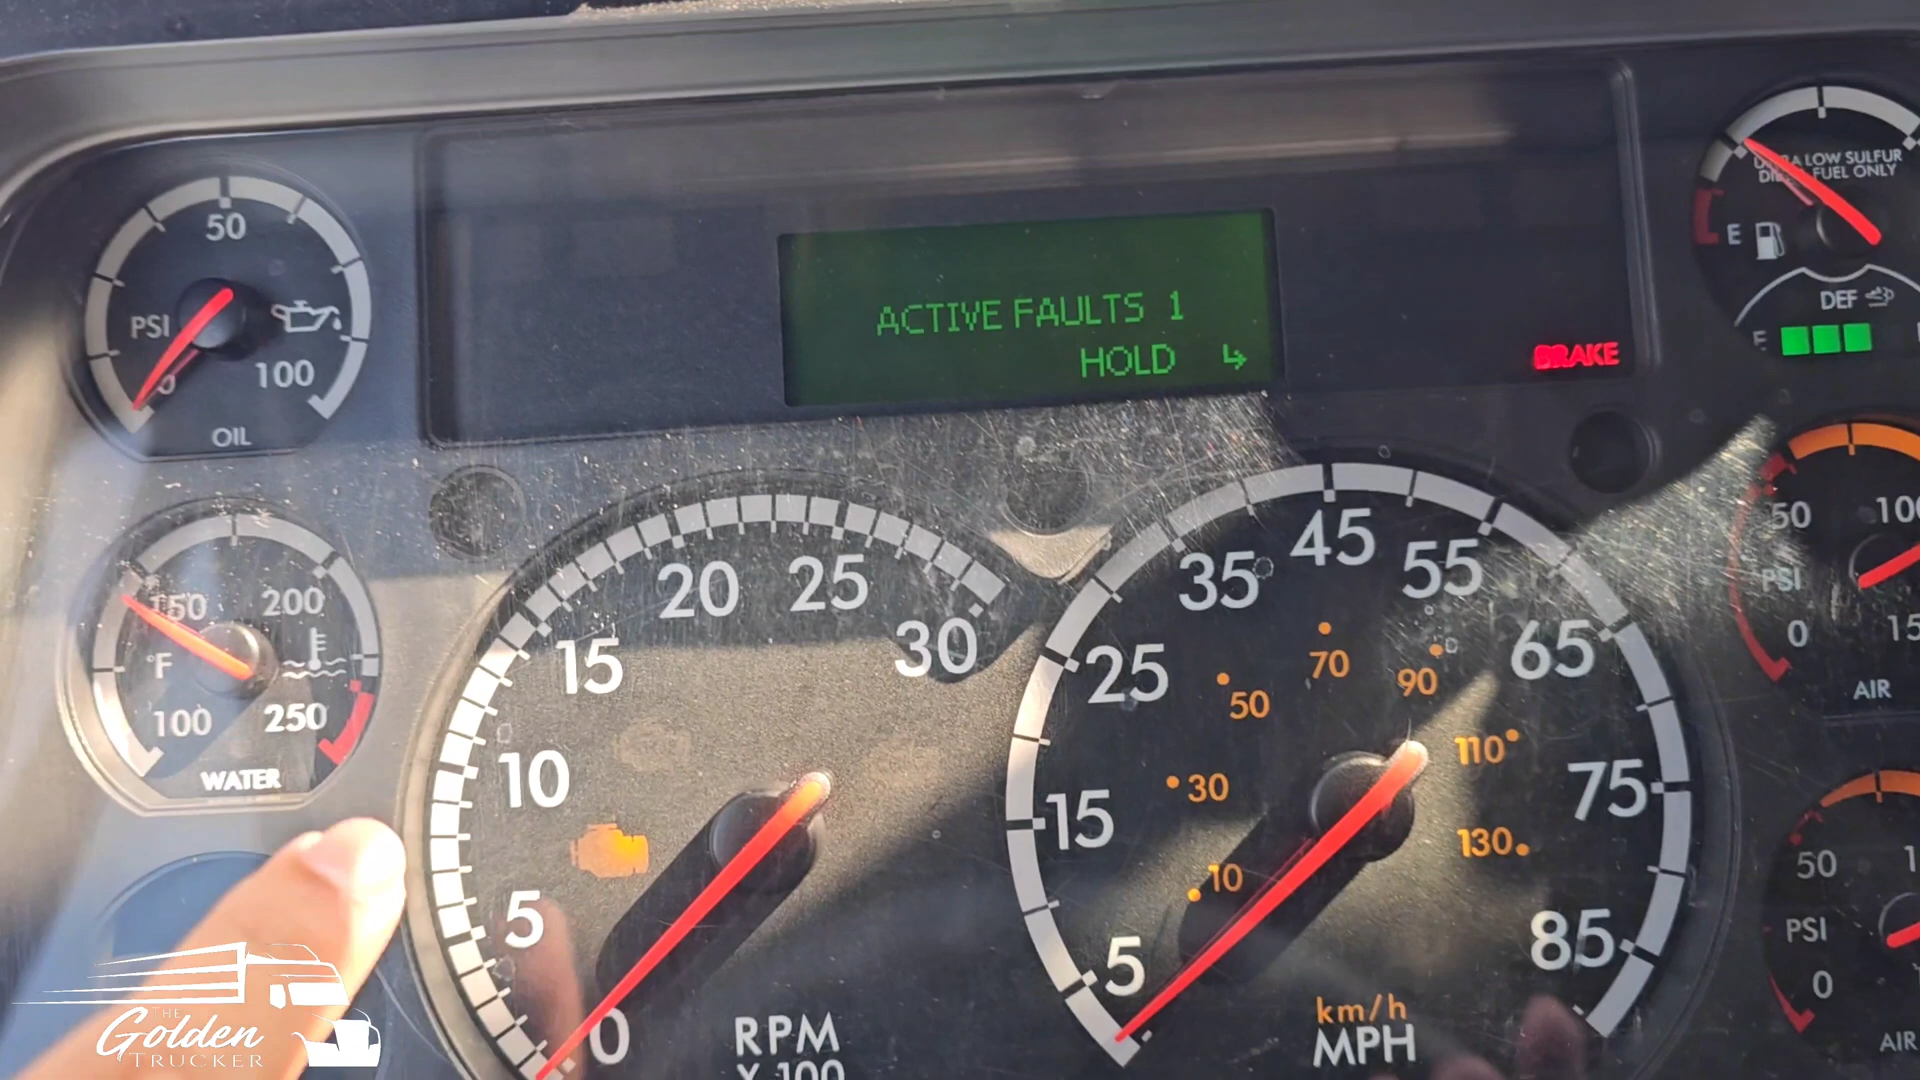 50
PSI
0
100
OIL
ACTIVE FAULTS 1
HOLD
BRAKE
ULTRA LOW SULFUR
DIESEL FUEL ONLY
E
DEF
E
150
200
°F
100
250
WATER
0
5
10
15
20
25
30
RPM
X 100
5
15
25
35
45
55
65
75
85
10
30
50
70
90
110
130
km/h
MPH
50
100
PSI
0
15
AIR
50
PSI
0
AIR
THE
Golden
TRUCKER